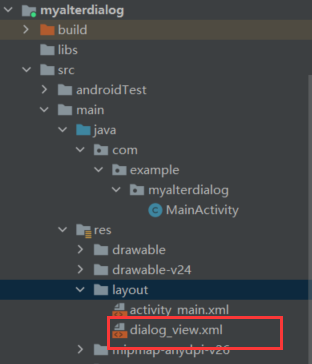 myalterdialog
build
libs
src
androidTest
main
java
com
example
myalterdialog
MainActivity
res
drawable
drawable-v24
layout
activity_main.xml
dialog_view.xml
mipmap-anydpi-v26